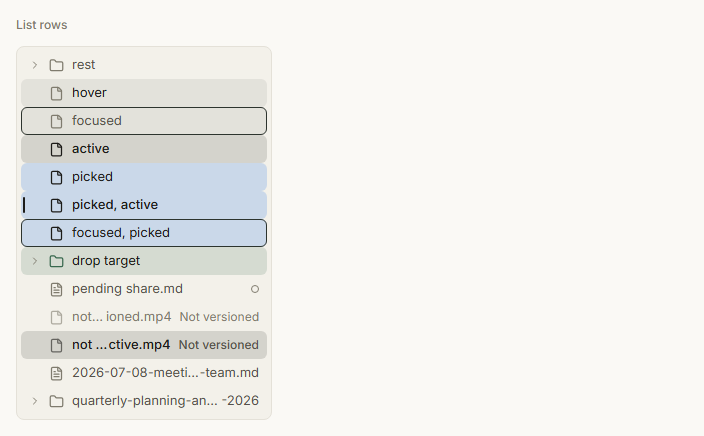 List rows
rest
hover
focused
active
picked
picked, active
focused, picked
drop target
pending share.md
not... ioned.mp4 Not versioned
not ...ctive.mp4 Not versioned
2026-07-08-meeti...-team.md
quarterly-planning-an... -2026